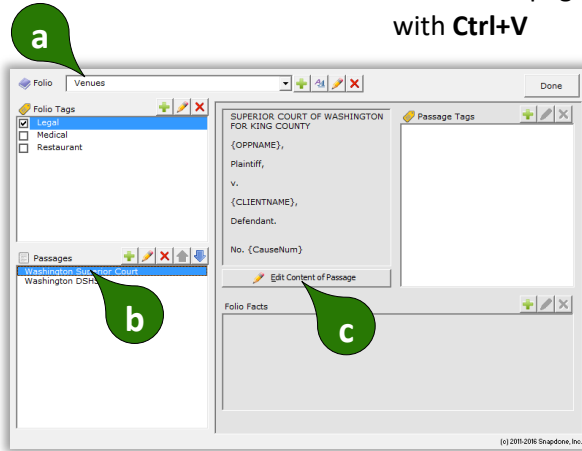 with Ctrl+V
a
Folio Venues Done
Folio Tags
Legal
Medical
Restaurant
SUPERIOR COURT OF WASHINGTON
FOR KING COUNTY
{OPPNAME},
Plaintiff,
v.
{CLIENTNAME},
Defendant.
No. {CauseNum}
Passage Tags
Passages
Washington Superior Court
Washington DSHS
b
Edit Content of Passage
c
Folio Facts
(c) 2011-2016 Snapdone, Inc.